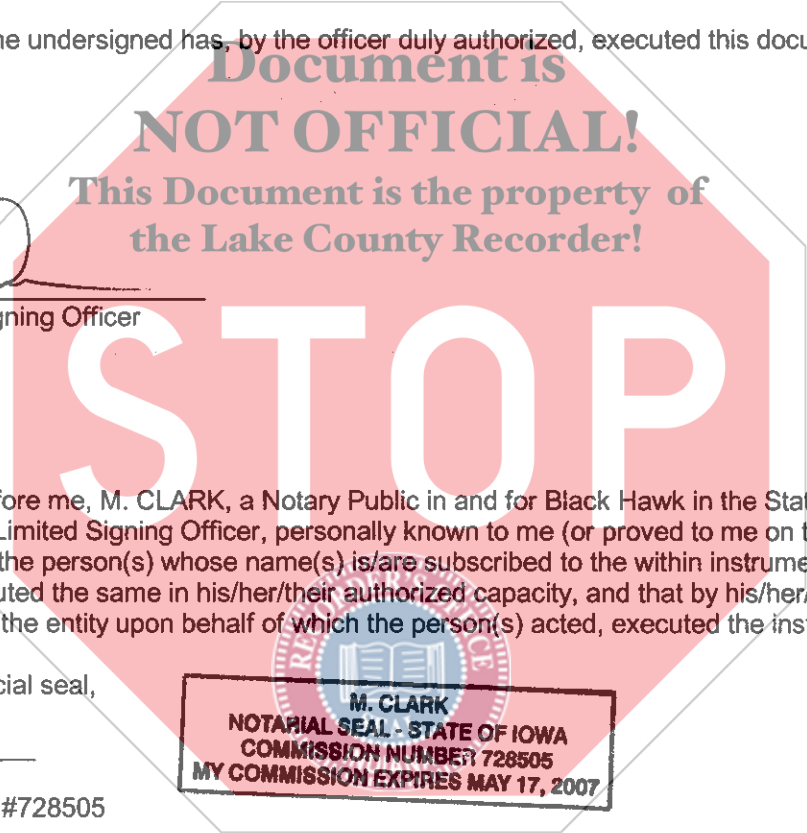 ne undersigned has, by the officer duly authorized, executed this docu
Document is
NOT OFFICIAL!
This Document is the property of
the Lake County Recorder!
gning Officer
STOP
fore me, M. CLARK, a Notary Public in and for Black Hawk in the Stat
Limited Signing Officer, personally known to me (or proved to me on t
the person(s) whose name(s) is/are subscribed to the within instrume
uted the same in his/her/their authorized capacity, and that by his/her/
the entity upon behalf of which the person(s) acted, executed the inst
RECORDER'S OFFICE
cial seal,
M. CLARK
NOTARIAL SEAL - STATE OF IOWA
COMMISSION NUMBER 728505
MY COMMISSION EXPIRES MAY 17, 2007
#728505